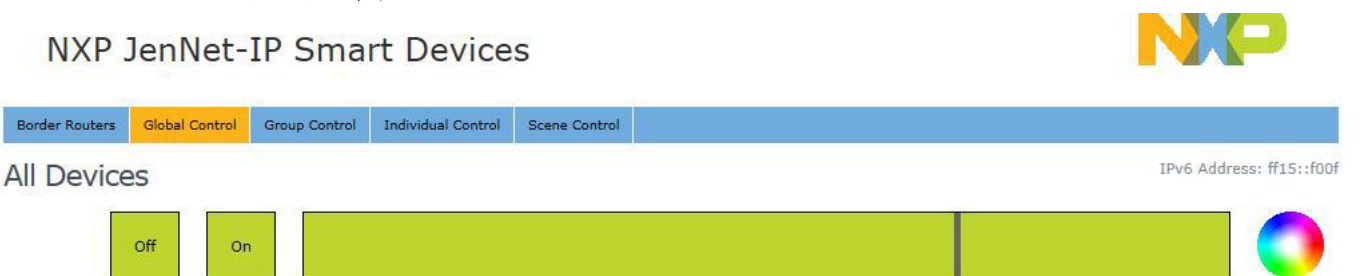 NXP JenNet-IP Smart Devices
NXP
Border Routers Global Control Group Control Individual Control Scene Control
All Devices
IPv6 Address: ff15::f00f
Off On